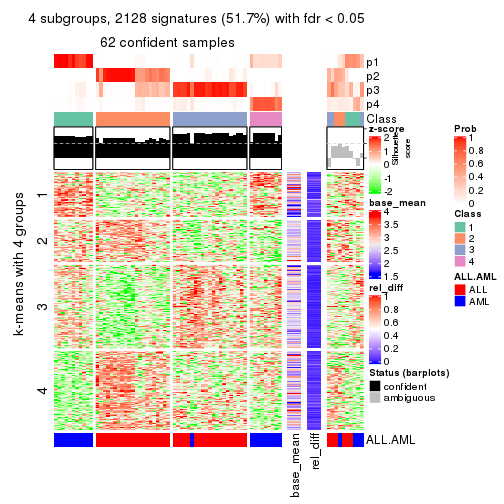 4 subgroups, 2128 signatures (51.7%) with fdr < 0.05
62 confident samples
p1
p2
p3
p4
Class
Silhouette
score
k-means with 4 groups
1
2
3
4
base_mean
rel_diff
ALL.AML
z-score
2
1
0
-1
-2
base_mean
4
3.5
3
2.5
2
1.5
rel_diff
1
0.8
0.6
0.4
0.2
0
Status (barplots)
confident
ambiguous
Prob
1
0.8
0.6
0.4
0.2
0
Class
1
2
3
4
ALL.AML
ALL
AML